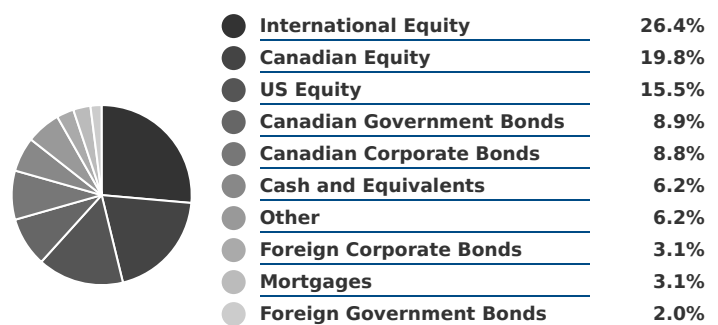 International Equity 26.4%
Canadian Equity 19.8%
US Equity 15.5%
Canadian Government Bonds 8.9%
Canadian Corporate Bonds 8.8%
Cash and Equivalents 6.2%
Other 6.2%
Foreign Corporate Bonds 3.1%
Mortgages 3.1%
Foreign Government Bonds 2.0%